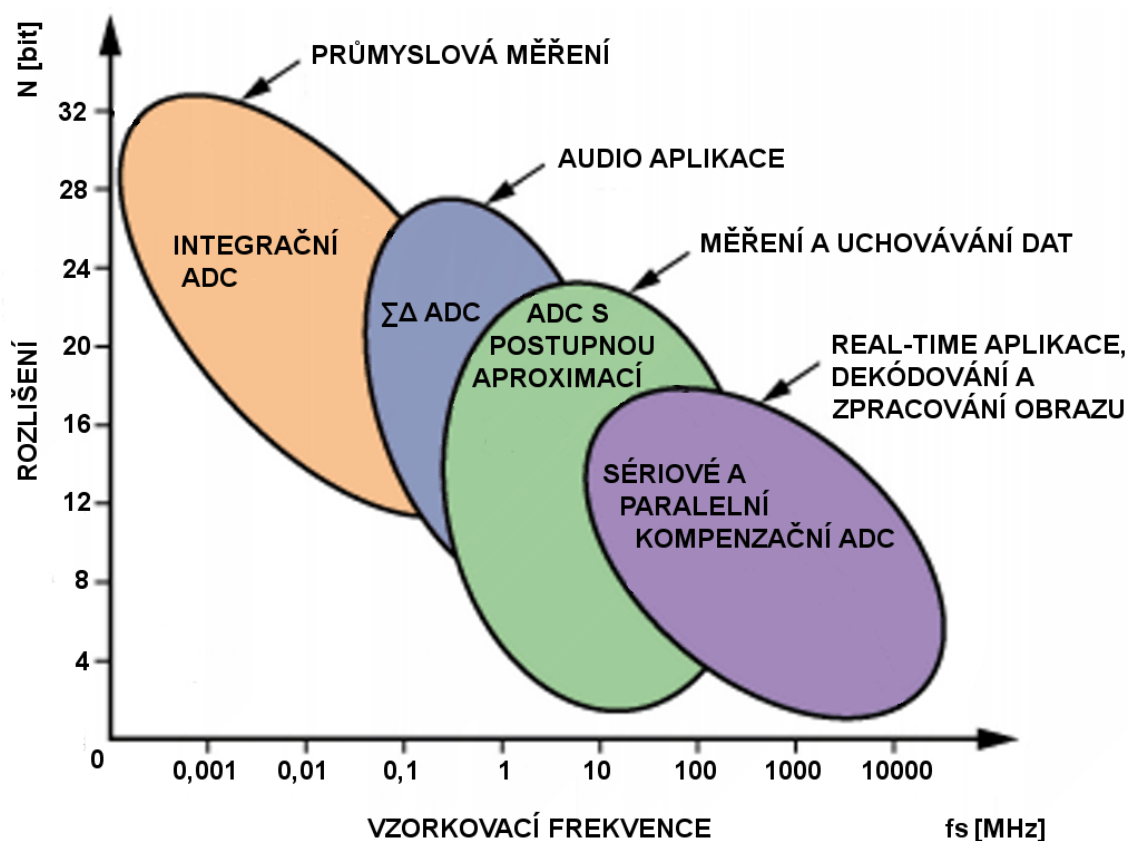 N [bit]
PRŮMYSLOVÁ MĚŘENÍ
32
AUDIO APLIKACE
28
MĚŘENÍ A UCHOVÁVÁNÍ DAT
INTEGRAČNÍ
ADC
24
∑Δ ADC
ADC S
POSTUPNOU
APROXIMACÍ
20
REAL-TIME APLIKACE,
DEKÓDOVÁNÍ A
ZPRACOVÁNÍ OBRAZU
ROZLIŠENÍ
16
SÉRIOVÉ A
PARALELNÍ
KOMPENZAČNÍ ADC
12
8
4
0
0,001
0,01
0,1
1
10
100
1000
10000
VZORKOVACÍ FREKVENCE
fs [MHz]